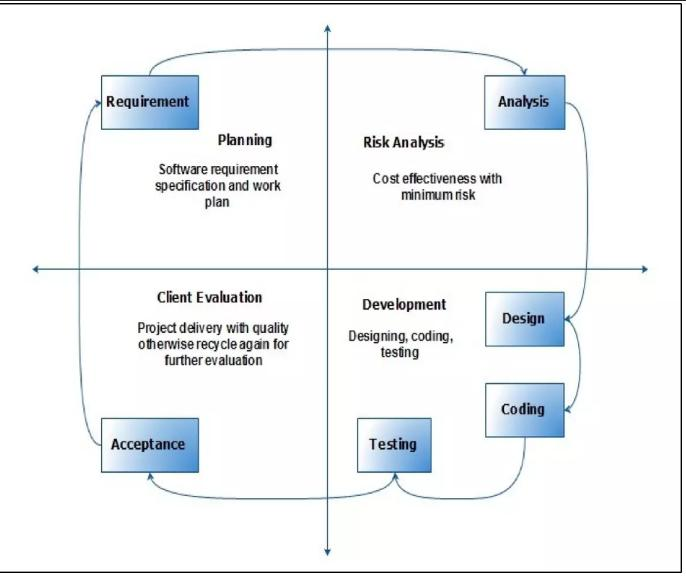 Requirement
Analysis
Planning
Software requirement
specification and work
plan
Risk Analysis
Cost effectiveness with
minimum risk
Client Evaluation
Project delivery with quality
otherwise recycle again for
further evaluation
Development
Designing, coding,
testing
Design
Coding
Testing
Acceptance